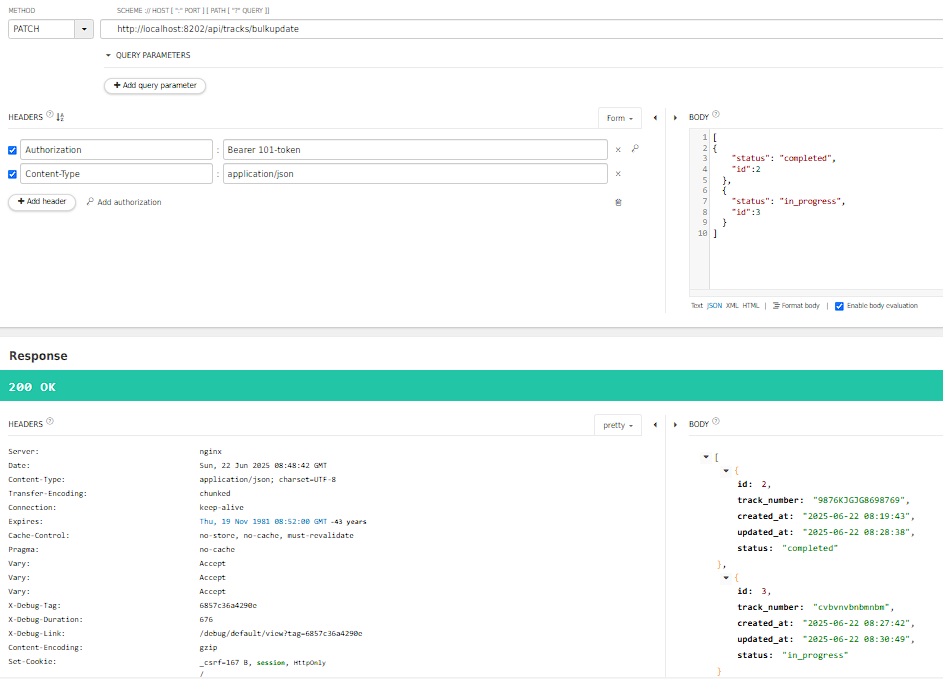 METHOD
SCHEME :// HOST [ ":" PORT ] [ PATH [ "?" QUERY ]]
PATCH
http://localhost:8202/api/tracks/bulkupdate
QUERY PARAMETERS
+ Add query parameter
HEADERS
Form
BODY
Authorization : Bearer 101-token
Content-Type : application/json
+ Add header
Add authorization
1 [
2 {
3 "status": "completed",
4 "id":2
5 },
6 {
7 "status": "in_progress",
8 "id":3
9 }
10 ]
Text JSON XML HTML | Format body | Enable body evaluation
Response
200 OK
HEADERS
pretty
BODY
Server: nginx
Date: Sun, 22 Jun 2025 08:48:42 GMT
Content-Type: application/json; charset=UTF-8
Transfer-Encoding: chunked
Connection: keep-alive
Expires: Thu, 19 Nov 1981 08:52:00 GMT -43 years
Cache-Control: no-store, no-cache, must-revalidate
Pragma: no-cache
Vary: Accept
Vary: Accept
Vary: Accept
X-Debug-Tag: 6857c36a4290e
X-Debug-Duration: 676
X-Debug-Link: /debug/default/view?tag=6857c36a4290e
Content-Encoding: gzip
Set-Cookie: _csrf=167 B, session, HttpOnly
/
[
{
id: 2,
track_number: "9876KJGJG8698769",
created_at: "2025-06-22 08:19:43",
updated_at: "2025-06-22 08:28:38",
status: "completed"
},
{
id: 3,
track_number: "cvbvnvbnbmnbm",
created_at: "2025-06-22 08:27:42",
updated_at: "2025-06-22 08:30:49",
status: "in_progress"
}